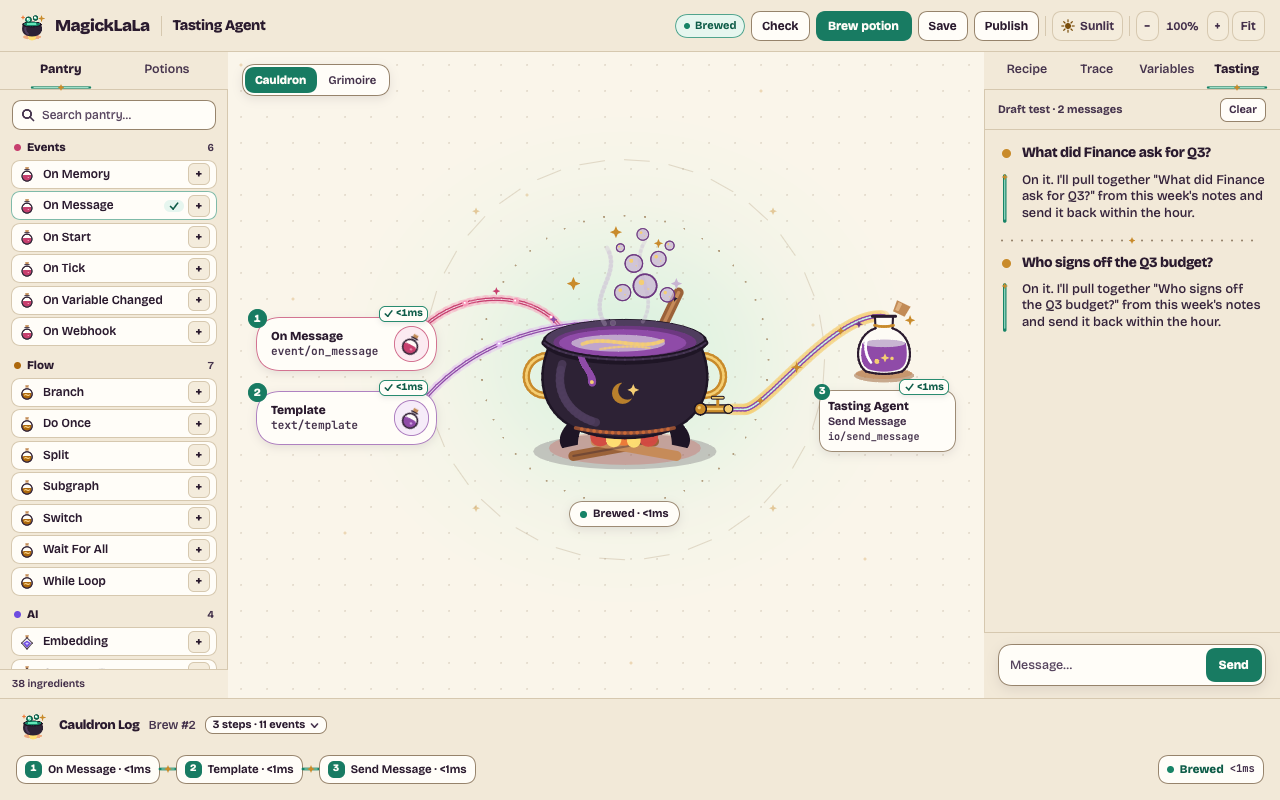 MagickLaLa
Tasting Agent
Brewed
Check
Brew potion
Save
Publish
Sunlit
−
100%
+
Fit
Pantry
Potions
Search pantry...
Events 6
On Memory +
On Message +
On Start +
On Tick +
On Variable Changed +
On Webhook +
Flow 7
Branch +
Do Once +
Split +
Subgraph +
Switch +
Wait For All +
While Loop +
AI 4
Embedding +
38 ingredients
Cauldron
Grimoire
1
<1ms
On Message
event/on_message
2
<1ms
Template
text/template
3
<1ms
Tasting Agent
Send Message
io/send_message
Brewed · <1ms
Recipe
Trace
Variables
Tasting
Draft test · 2 messages
Clear
What did Finance ask for Q3?
On it. I'll pull together "What did Finance
ask for Q3?" from this week's notes and
send it back within the hour.
Who signs off the Q3 budget?
On it. I'll pull together "Who signs off
the Q3 budget?" from this week's notes
and send it back within the hour.
Message...
Send
Cauldron Log
Brew #2
3 steps · 11 events
1 On Message · <1ms
2 Template · <1ms
3 Send Message · <1ms
Brewed <1ms